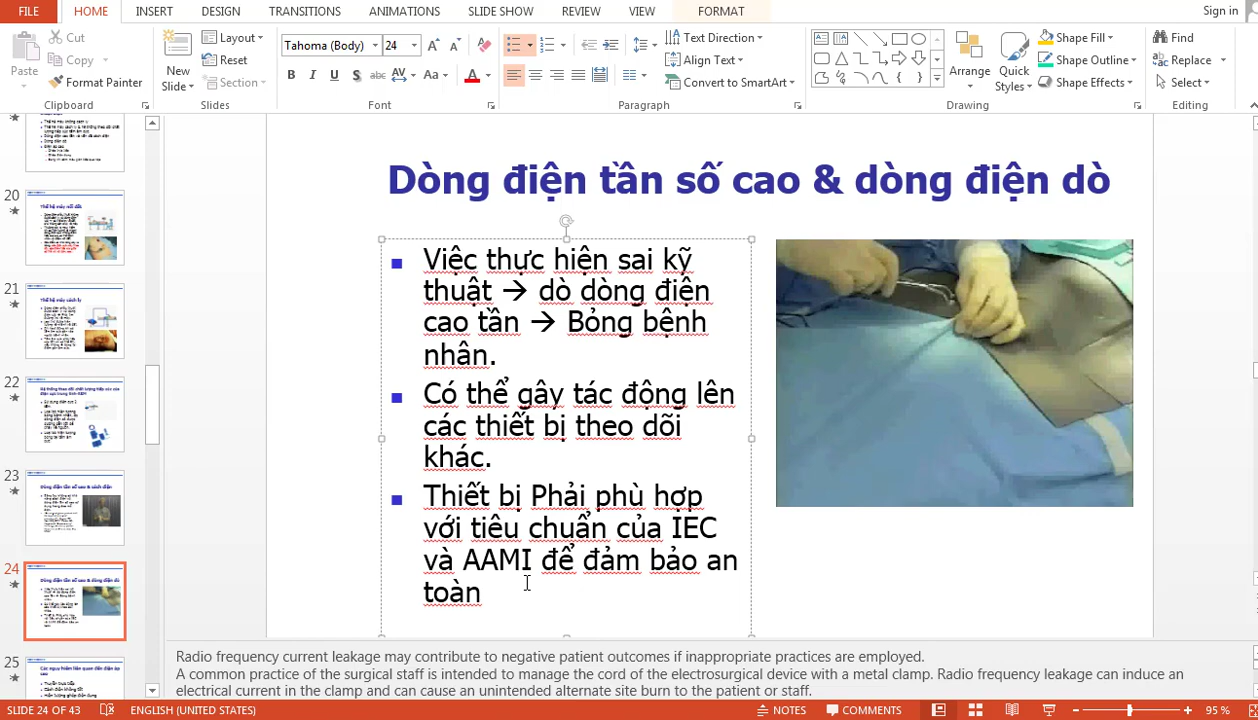 FILE HOME INSERT DESIGN TRANSITIONS ANIMATIONS SLIDE SHOW REVIEW VIEW FORMAT Sign in
Cut
Copy
Format Painter
Paste
Clipboard
New
Slide
Layout
Reset
Section
Slides
Tahoma (Body) 24
B I U S abc AV Aa A
Font
Text Direction
Align Text
Convert to SmartArt
Paragraph
Arrange
Quick
Styles
Shape Fill
Shape Outline
Shape Effects
Drawing
Find
Replace
Select
Editing
20
21
22
23
24
25
Dòng điện tần số cao & dòng điện dò
Việc thực hiện sai kỹ
thuật → dò dòng điện
cao tần → Bỏng bệnh
nhân.
Có thể gây tác động lên
các thiết bị theo dõi
khác.
Thiết bị Phải phù hợp
với tiêu chuẩn của IEC
và AAMI để đảm bảo an
toàn
Radio frequency current leakage may contribute to negative patient outcomes if inappropriate practices are employed.
A common practice of the surgical staff is intended to manage the cord of the electrosurgical device with a metal clamp. Radio frequency leakage can induce an
electrical current in the clamp and can cause an unintended alternate site burn to the patient or staff.
SLIDE 24 OF 43 ENGLISH (UNITED STATES) NOTES COMMENTS 95 %